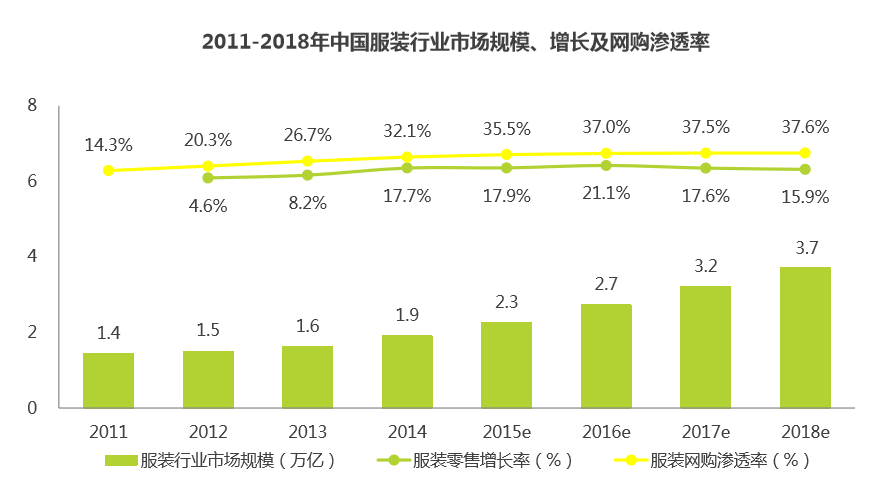 2011-2018年中国服装行业市场规模、增长及网购渗透率
8
6
4
2
0
14.3% 20.3% 26.7% 32.1% 35.5% 37.0% 37.5% 37.6%
4.6% 8.2% 17.7% 17.9% 21.1% 17.6% 15.9%
1.4 1.5 1.6 1.9 2.3 2.7 3.2 3.7
2011 2012 2013 2014 2015e 2016e 2017e 2018e
服装行业市场规模（万亿） 服装零售增长率（%） 服装网购渗透率（%）